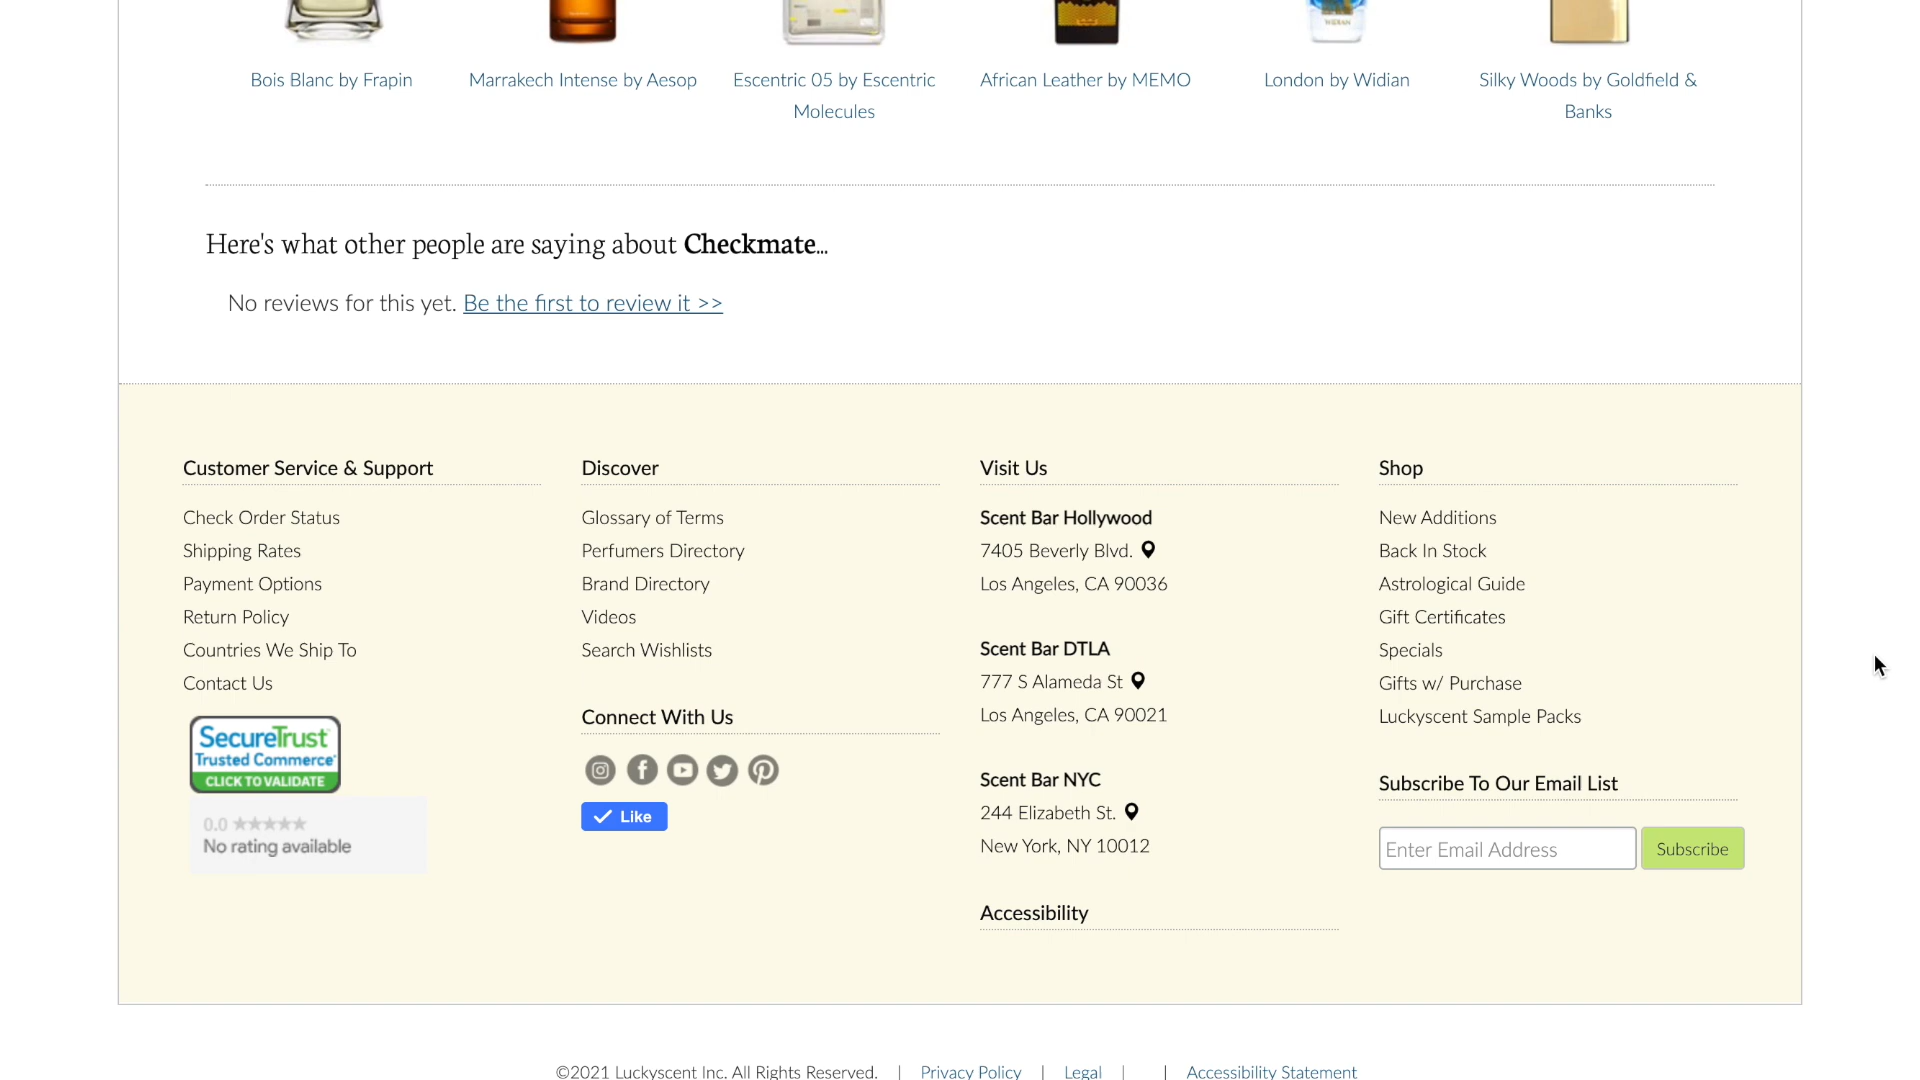 WIDIAN
Bois Blanc by Frapin
Marrakech Intense by Aesop
Escentric 05 by Escentric
Molecules
African Leather by MEMO
London by Widian
Silky Woods by Goldfield &
Banks
Here's what other people are saying about Checkmate...
No reviews for this yet. Be the first to review it >>
Customer Service & Support
Check Order Status
Shipping Rates
Payment Options
Return Policy
Countries We Ship To
Contact Us
SecureTrust
Trusted Commerce
CLICK TO VALIDATE
0.0 ★★★★★
No rating available
Discover
Glossary of Terms
Perfumers Directory
Brand Directory
Videos
Search Wishlists
Connect With Us
Like
Visit Us
Scent Bar Hollywood
7405 Beverly Blvd.
Los Angeles, CA 90036
Scent Bar DTLA
777 S Alameda St
Los Angeles, CA 90021
Scent Bar NYC
244 Elizabeth St.
New York, NY 10012
Accessibility
Shop
New Additions
Back In Stock
Astrological Guide
Gift Certificates
Specials
Gifts w/ Purchase
Luckyscent Sample Packs
Subscribe To Our Email List
Enter Email Address
Subscribe
©2021 Luckyscent Inc. All Rights Reserved. | Privacy Policy | Legal | | Accessibility Statement